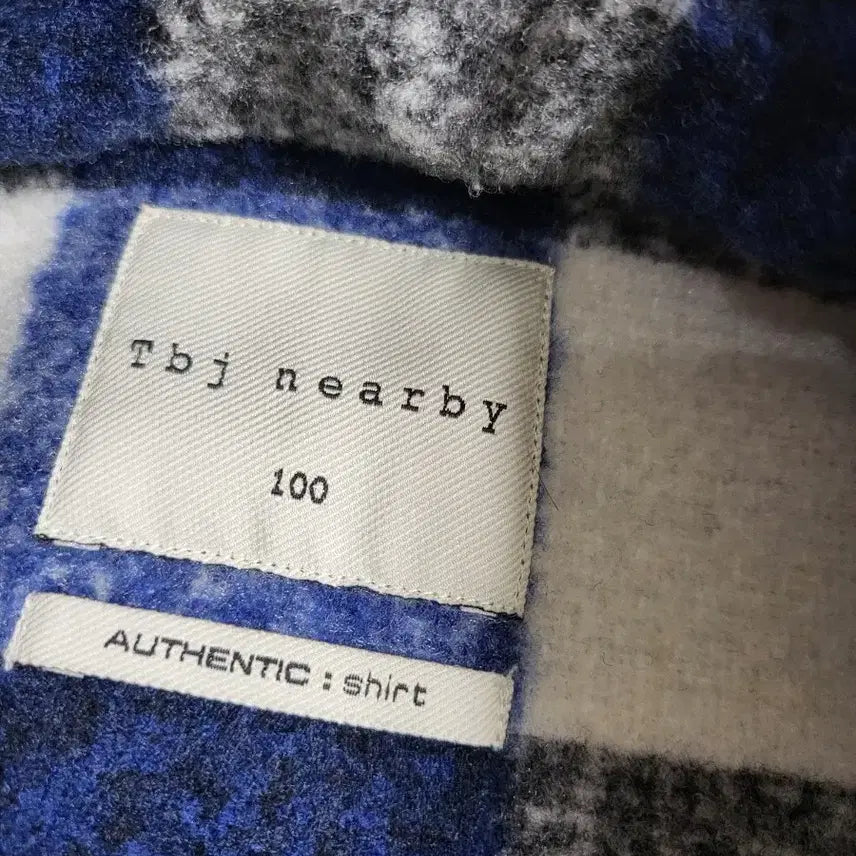 Tbj nearby
100
AUTHENTIC : shirt